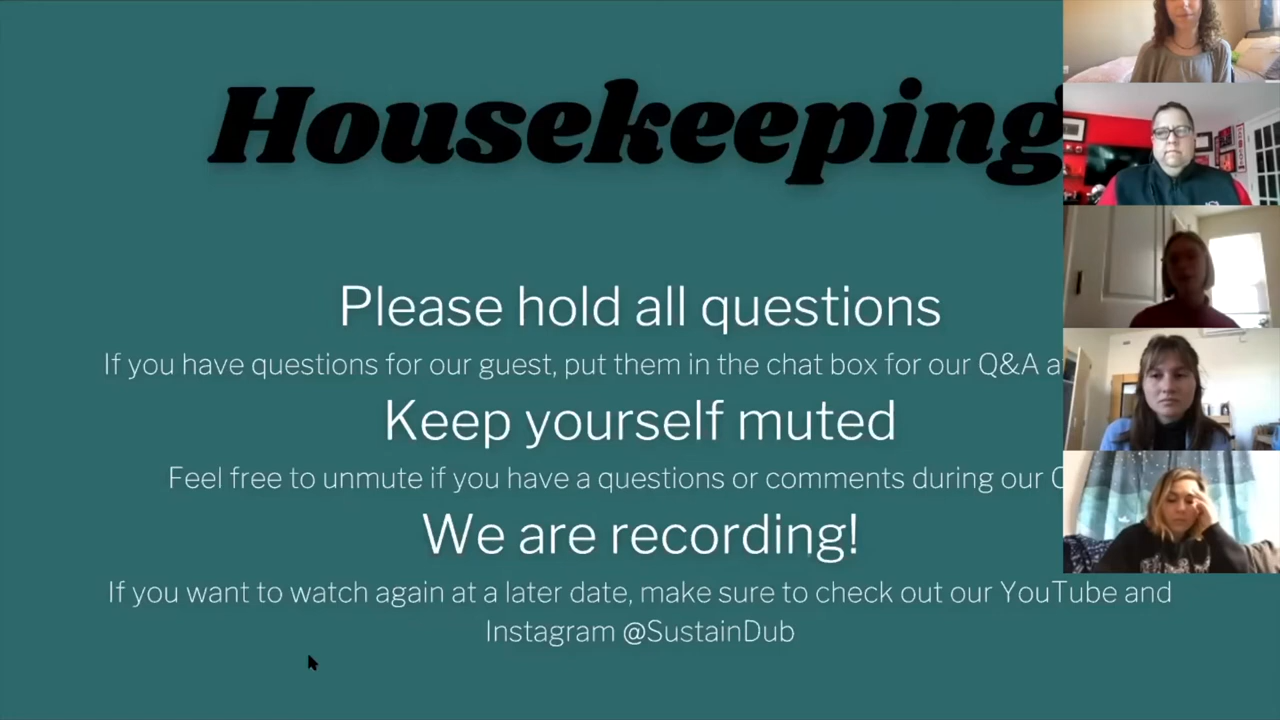 Housekeeping
Please hold all questions
If you have questions for our guest, put them in the chat box for our Q&A
Keep yourself muted
Feel free to unmute if you have a questions or comments during our
We are recording!
If you want to watch again at a later date, make sure to check out our YouTube and
Instagram @SustainDub